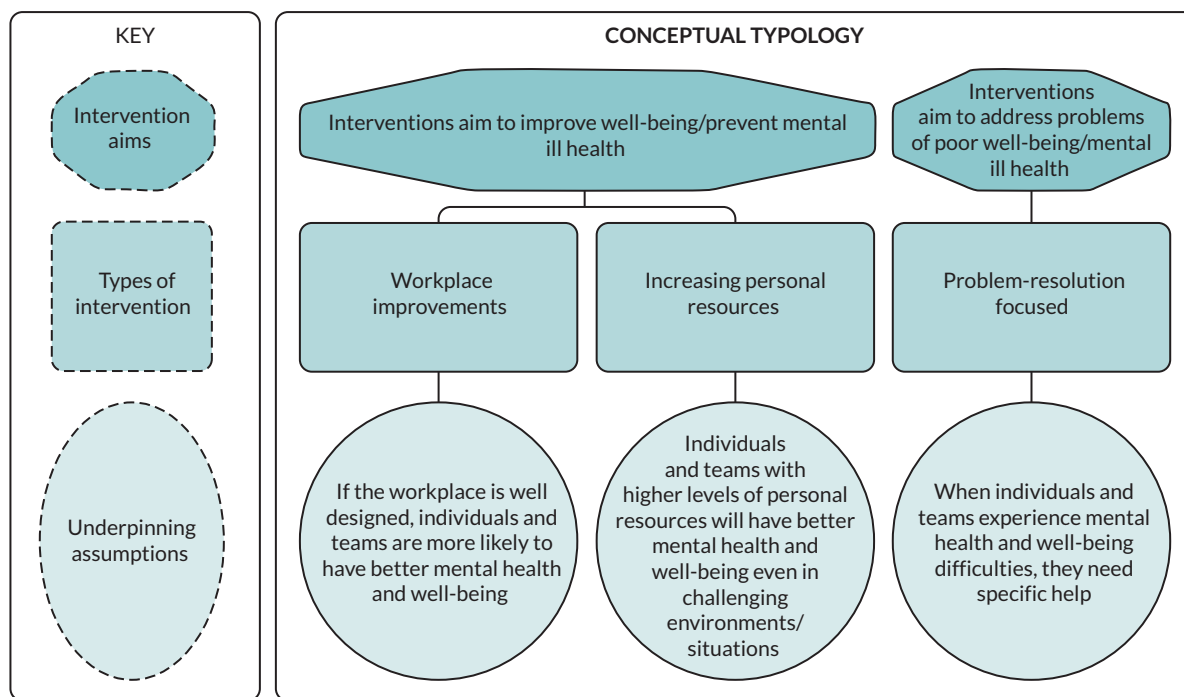 KEY
Intervention
aims
Types of
intervention
Underpinning
assumptions
CONCEPTUAL TYPOLOGY
Interventions aim to improve well-being/prevent mental
ill health
Interventions
aim to address problems
of poor well-being/mental
ill health
Workplace
improvements
Increasing personal
resources
Problem-resolution
focused
If the workplace is well
designed, individuals and
teams are more likely to
have better mental health
and well-being
Individuals
and teams with
higher levels of personal
resources will have better
mental health and
well-being even in
challenging
environments/
situations
When individuals and
teams experience mental
health and well-being
difficulties, they need
specific help